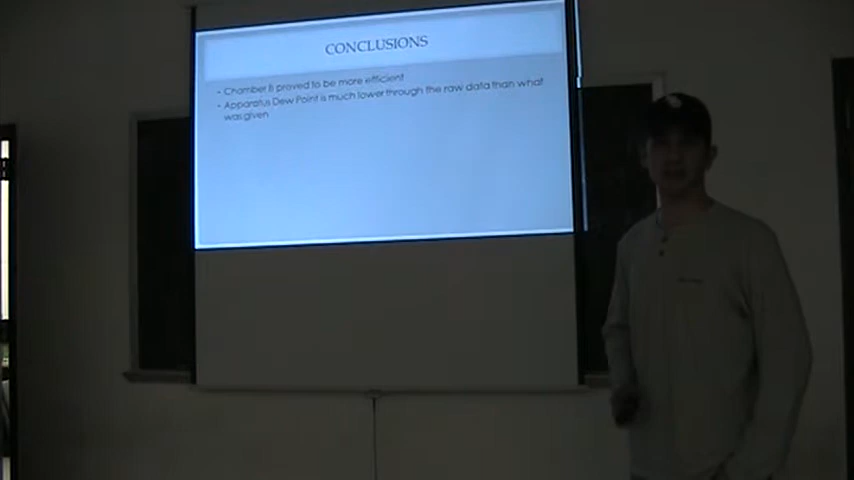 CONCLUSIONS
• Chamber B proved to be more efficient
• Apparatus Dew Point is much lower through the raw data than what
was given